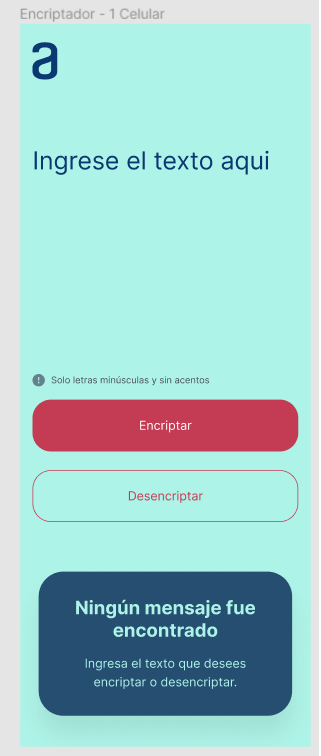 Encriptador - 1 Celular
a
Ingrese el texto aqui
! Solo letras minúsculas y sin acentos
Encriptar
Desencriptar
Ningún mensaje fue
encontrado
Ingresa el texto que desees
encriptar o desencriptar.